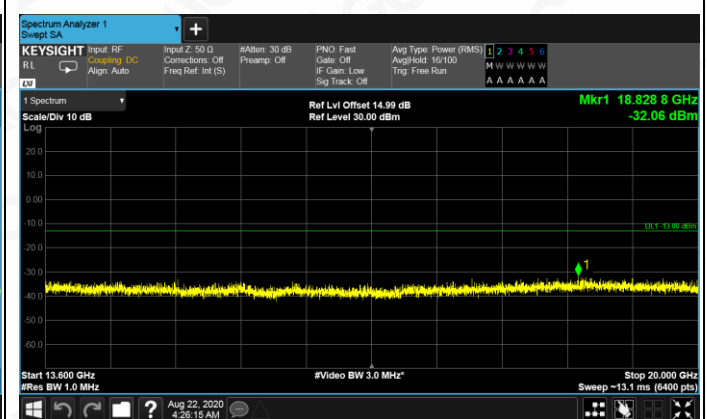 Spectrum Analyzer 1
Swept SA
+
KEYSIGHT
RL
LXI
Input: RF
Coupling: DC
Align: Auto
Input Z: 50 Ω
Corrections: Off
Freq Ref: Int (S)
#Atten: 30 dB
Preamp: Off
PNO: Fast
Gate: Off
IF Gain: Low
Sig Track: Off
Avg Type: Power (RMS)
Avg|Hold: 16/100
Trig: Free Run
1 2 3 4 5 6
M W W W W W
A A A A A A
1 Spectrum
Scale/Div 10 dB
Log
Ref Lvl Offset 14.99 dB
Ref Level 30.00 dBm
Mkr1 18.828 8 GHz
-32.06 dBm
20.0
10.0
0.00
-10.0
DL1 -13.00 dBm
-20.0
1
-30.0
-40.0
-50.0
-60.0
Start 13.600 GHz
#Res BW 1.0 MHz
#Video BW 3.0 MHz*
Stop 20.000 GHz
Sweep ~13.1 ms (6400 pts)
?
Aug 22, 2020
4:26:15 AM